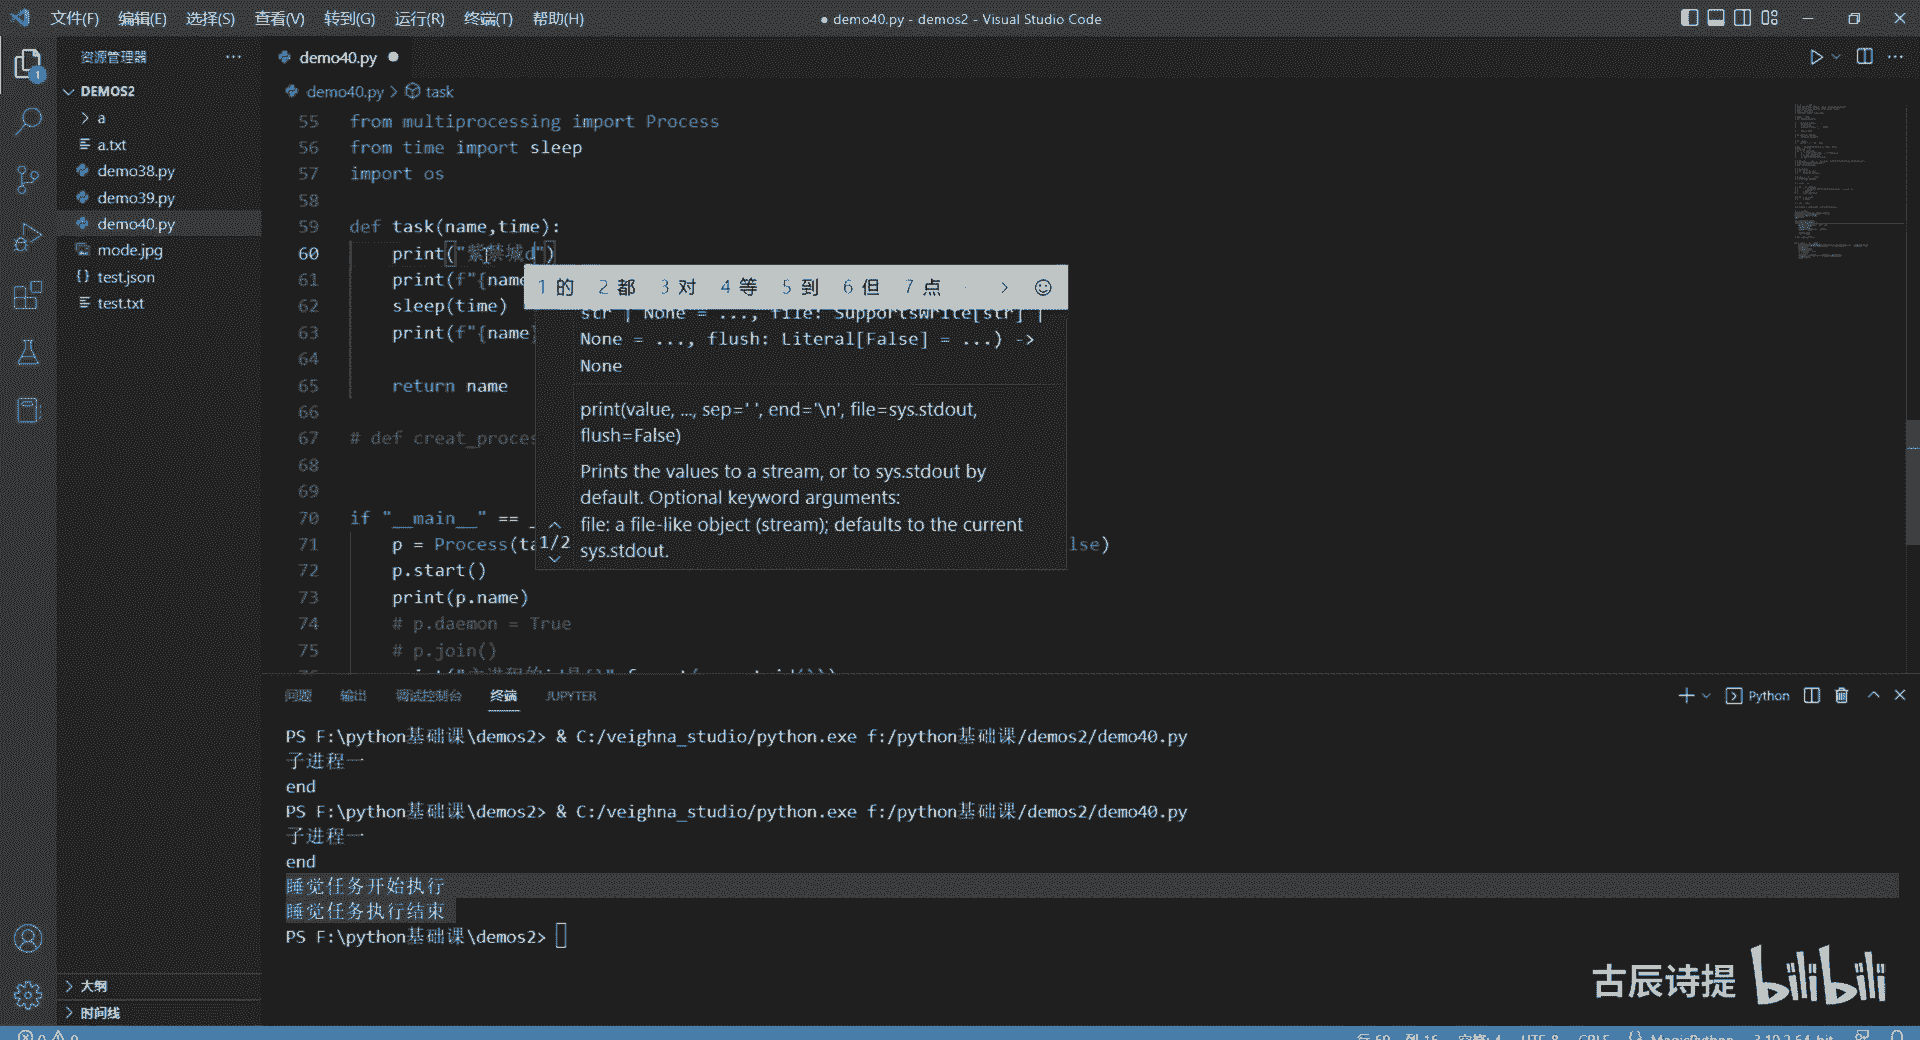 文件(F) 编辑(E) 选择(S) 查看(V) 转到(G) 运行(R) 终端(T) 帮助(H)
● demo40.py - demos2 - Visual Studio Code
资源管理器
demo40.py
DEMOS2
demo40.py > task
a
a.txt
demo38.py
demo39.py
demo40.py
mode.jpg
test.json
test.txt
55 from multiprocessing import Process
56 from time import sleep
57 import os
58
59 def task(name,time):
60 print("紫禁城d")
61 print(f"{name
62 sleep(time)
63 print(f"{name}
64
65 return name
66
67 # def creat_proces
68
69
70 if "__main__" == _
71 p = Process(ta
lse)
72 p.start()
73 print(p.name)
74 # p.daemon = True
75 # p.join()
1 的 2 都 3 对 4 等 5 到 6 但 7 点
str | None = ..., file: SupportsWrite[str] |
None = ..., flush: Literal[False] = ...) ->
None
print(value, ..., sep=' ', end='\n', file=sys.stdout,
flush=False)
Prints the values to a stream, or to sys.stdout by
default. Optional keyword arguments:
file: a file-like object (stream); defaults to the current
sys.stdout.
1/2
问题 输出 调试控制台 终端 JUPYTER
Python
PS F:\python基础课\demos2> & C:/veighna_studio/python.exe f:/python基础课/demos2/demo40.py
子进程一
end
PS F:\python基础课\demos2> & C:/veighna_studio/python.exe f:/python基础课/demos2/demo40.py
子进程一
end
睡觉任务开始执行
睡觉任务执行结束
PS F:\python基础课\demos2>
大纲
时间线
古辰诗提 bilibili